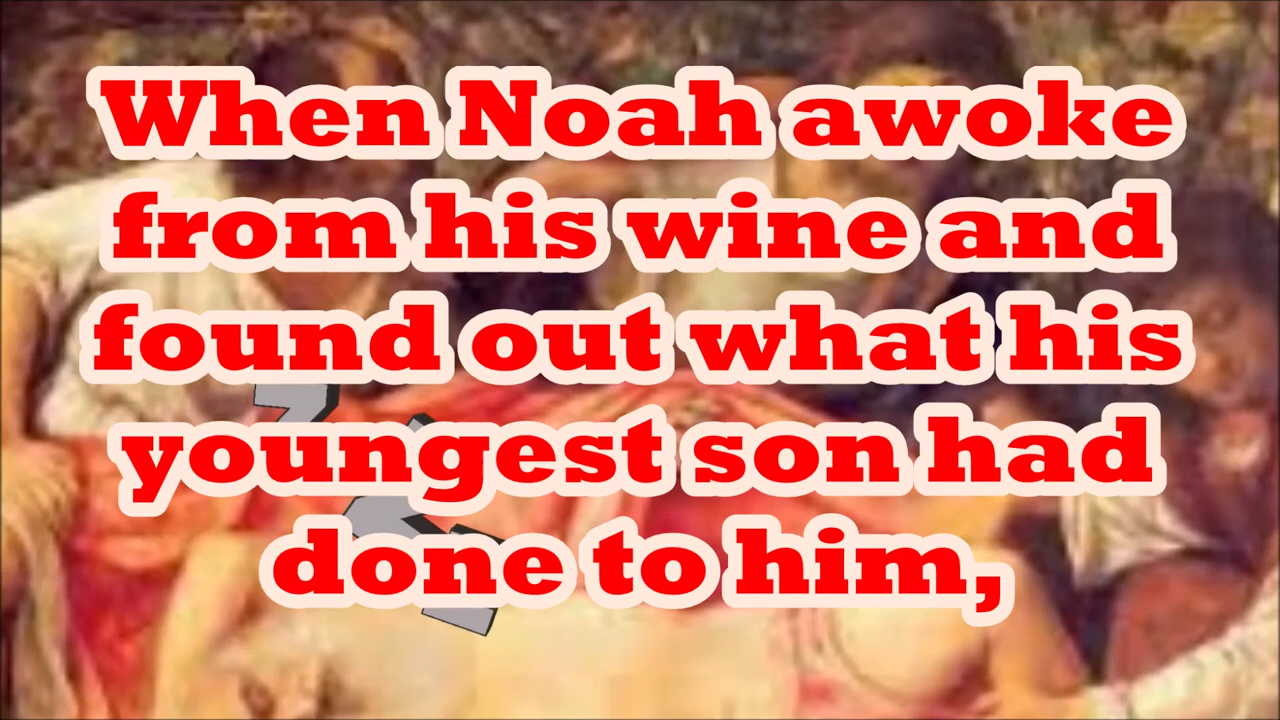 When Noah awoke
from his wine and
found out what his
youngest son had
done to him,